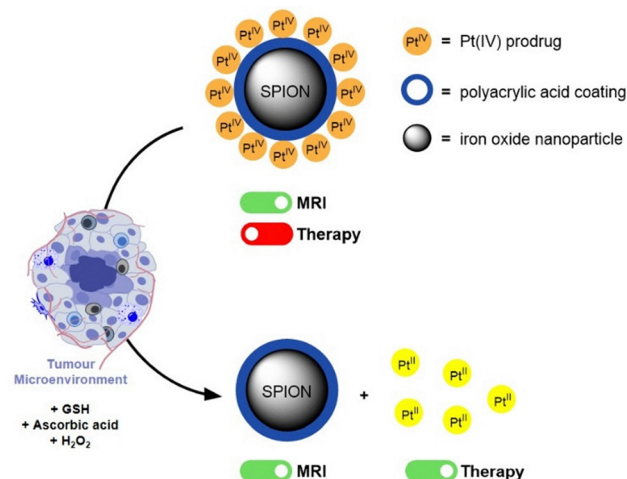 Pt^IV
Pt^IV
Pt^IV
Pt^IV
Pt^IV
Pt^IV
Pt^IV
Pt^IV
Pt^IV
Pt^IV
Pt^IV
Pt^IV
SPION
Pt^IV = Pt(IV) prodrug
= polyacrylic acid coating
= iron oxide nanoparticle
MRI
Therapy
Tumour
Microenvironment
+ GSH
+ Ascorbic acid
+ H₂O₂
SPION
+
Pt^II
Pt^II
Pt^II
Pt^II
Pt^II
MRI
Therapy